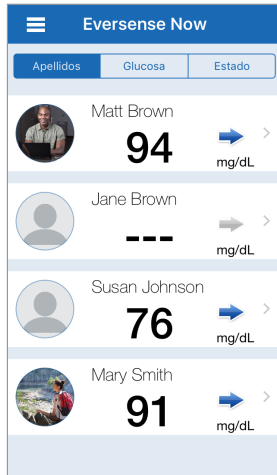 Eversense Now
Apellidos Glucosa Estado
Matt Brown
94
mg/dL
Jane Brown
---
mg/dL
Susan Johnson
76
mg/dL
Mary Smith
91
mg/dL